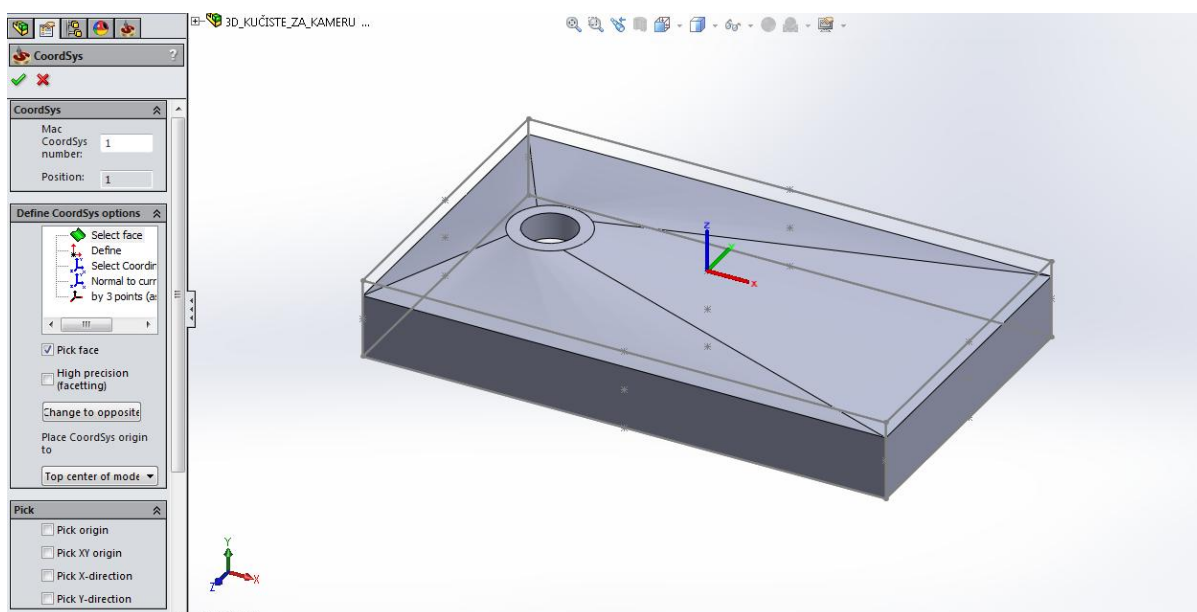 3D_KUČISTE_ZA_KAMERU ...
CoordSys
?
CoordSys
Mac
CoordSys
number:
1
Position:
1
Define CoordSys options
Select face
Define
Select Coordir
Normal to curr
by 3 points (a
Pick face
High precision
(facetting)
Change to opposite
Place CoordSys origin
to
Top center of mode
Pick
Pick origin
Pick XY origin
Pick X-direction
Pick Y-direction
Z
Y
X
Y
Z
X